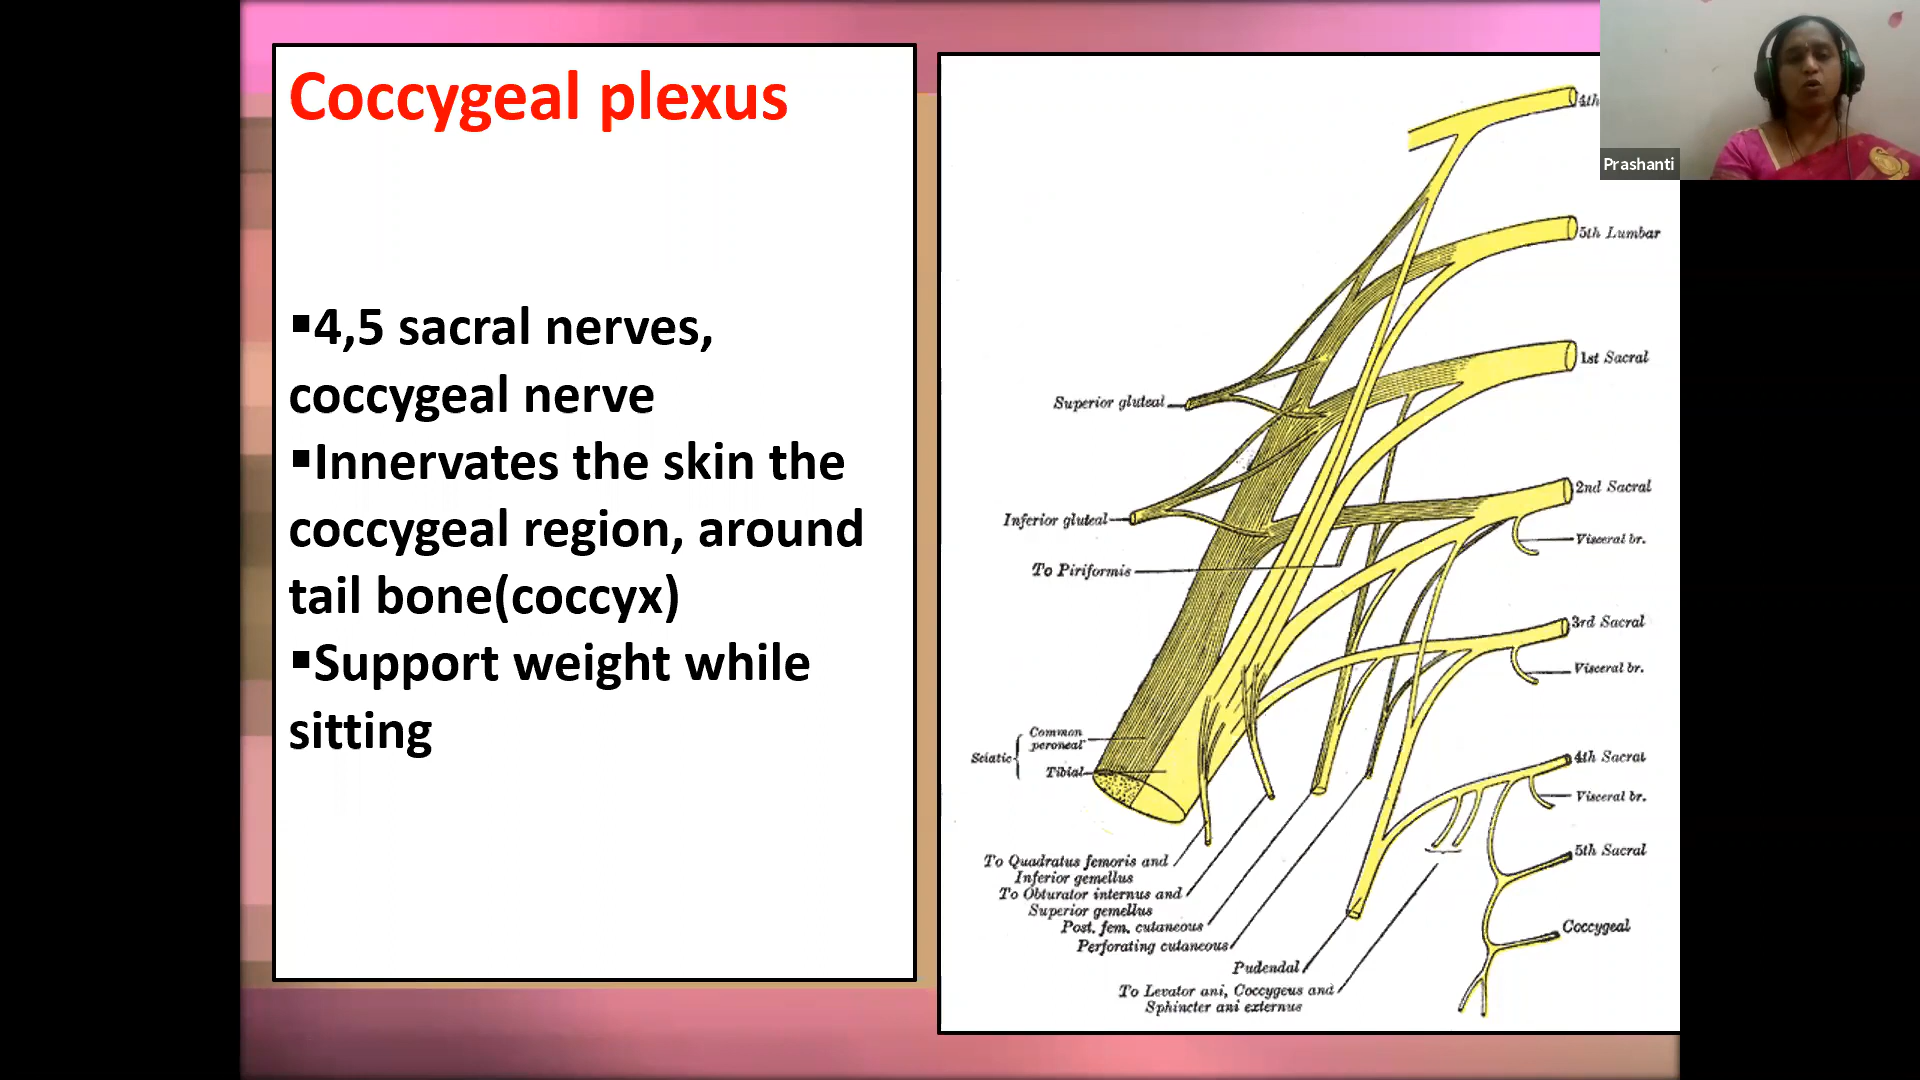 Coccygeal plexus
▪4,5 sacral nerves,
coccygeal nerve
▪Innervates the skin the
coccygeal region, around
tail bone(coccyx)
▪Support weight while
sitting
4th
Prashanti
5th Lumbar
1st Sacral
Superior gluteal
2nd Sacral
Inferior gluteal
Visceral br.
To Piriformis
3rd Sacral
Visceral br.
Common
peroneal
Sciatic
Tibial
4th Sacral
Visceral br.
5th Sacral
To Quadratus femoris and
Inferior gemellus
To Obturator internus and
Superior gemellus
Post. fem. cutaneous
Perforating cutaneous
Coccygeal
Pudendal
To Levator ani, Coccygeus and
Sphincter ani externus